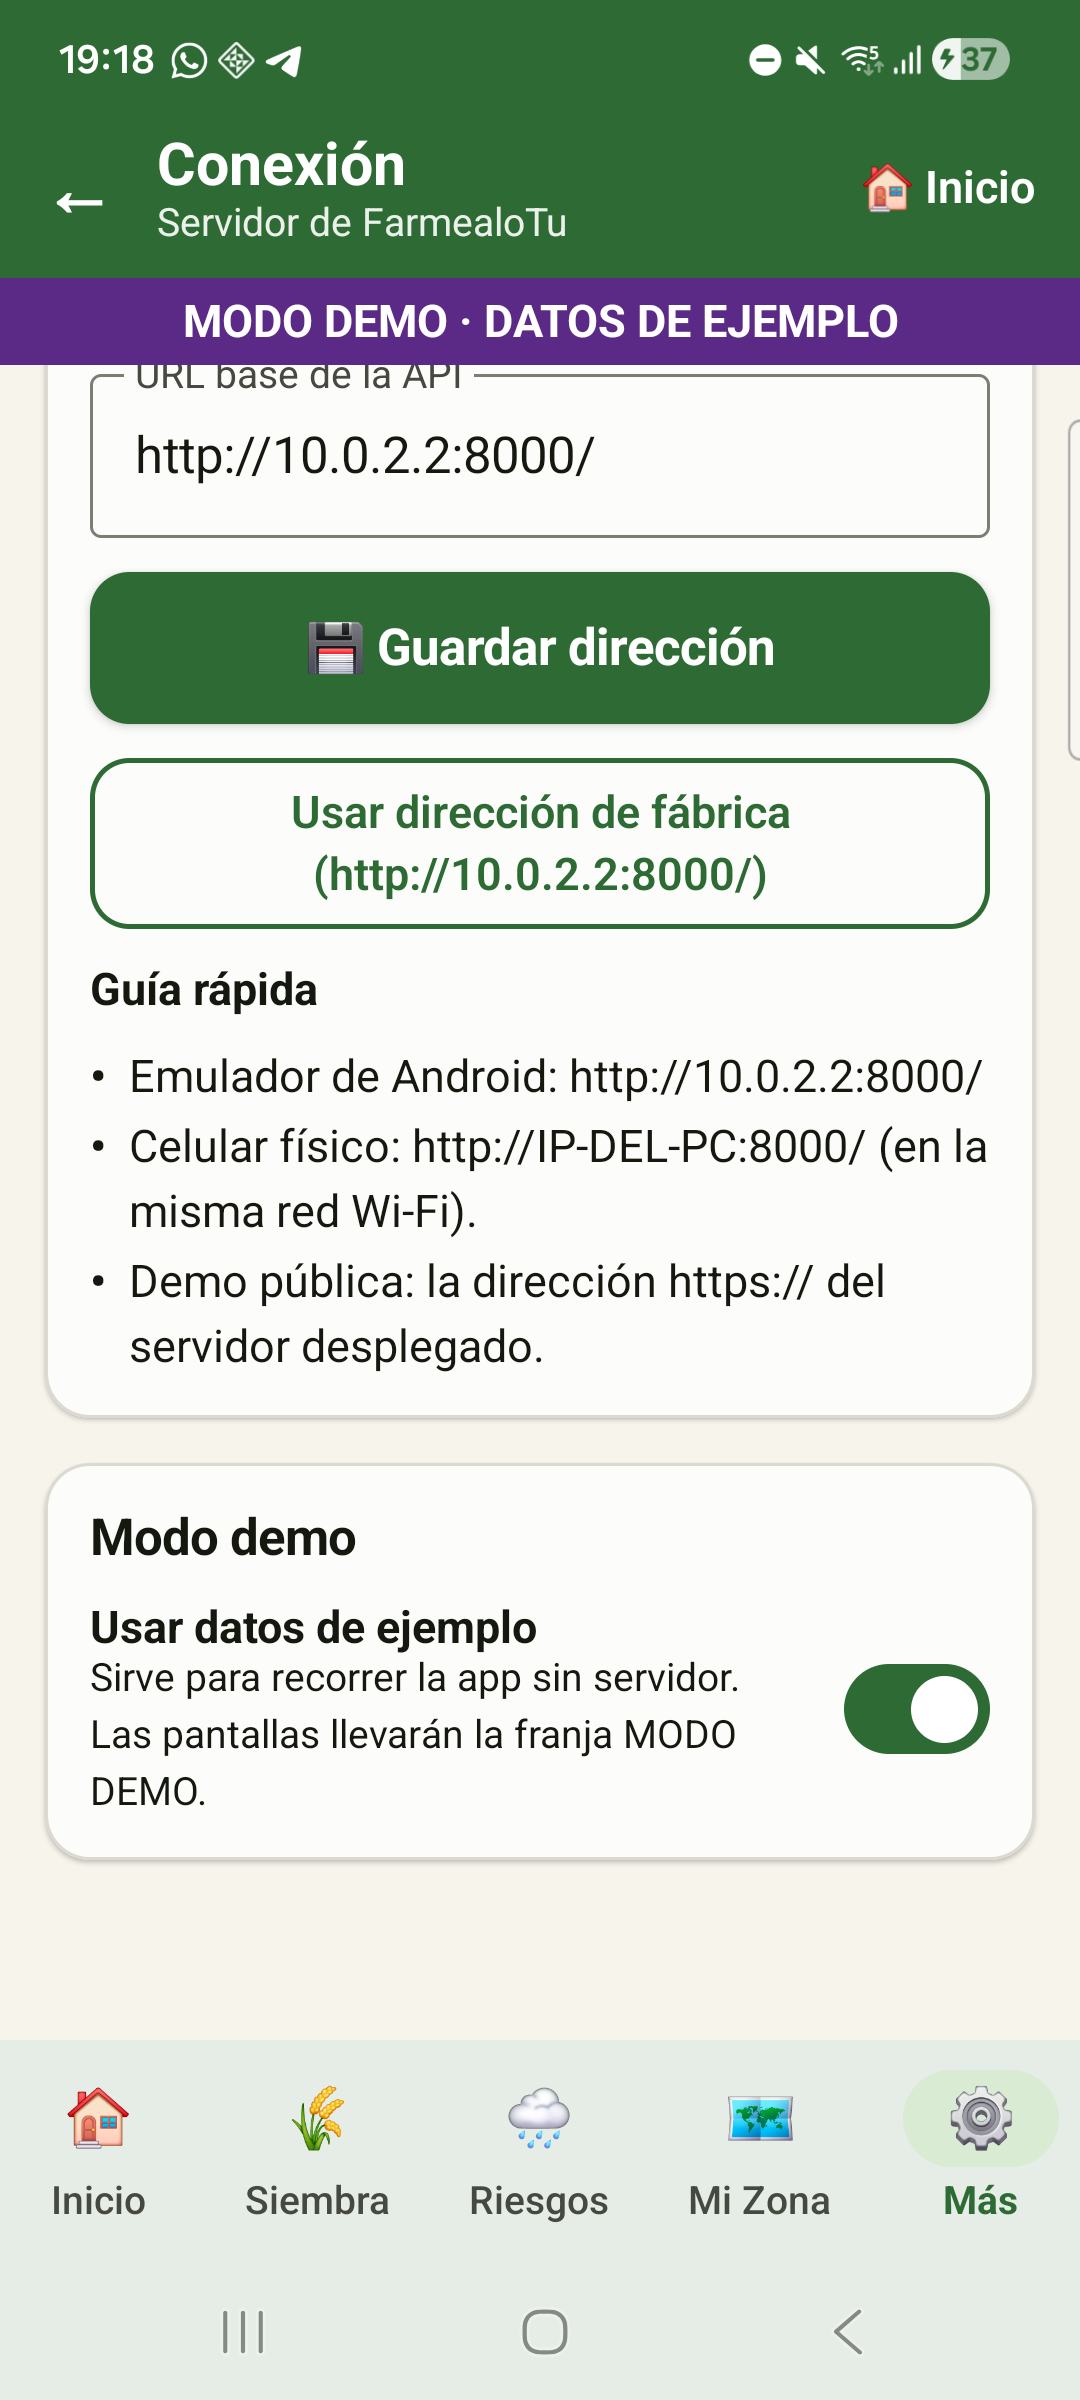 19:18
5
37
Conexión
Servidor de FarmealoTu
Inicio
MODO DEMO · DATOS DE EJEMPLO
URL base de la API
http://10.0.2.2:8000/
Guardar dirección
Usar dirección de fábrica
(http://10.0.2.2:8000/)
Guía rápida
• Emulador de Android: http://10.0.2.2:8000/
• Celular físico: http://IP-DEL-PC:8000/ (en la
misma red Wi-Fi).
• Demo pública: la dirección https:// del
servidor desplegado.
Modo demo
Usar datos de ejemplo
Sirve para recorrer la app sin servidor.
Las pantallas llevarán la franja MODO
DEMO.
Inicio
Siembra
Riesgos
Mi Zona
Más